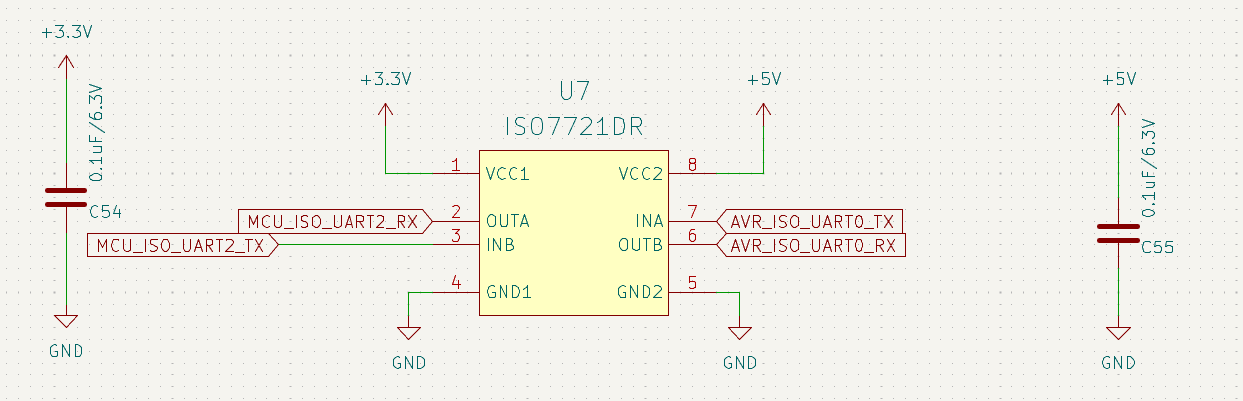 +3.3V
0.1uF/6.3V
C54
GND
+3.3V
U7
ISO7721DR
+5V
1
VCC1
VCC2
8
MCU_ISO_UART2_RX
2
OUTA
INA
7
AVR_ISO_UART0_TX
MCU_ISO_UART2_TX
3
INB
OUTB
6
AVR_ISO_UART0_RX
4
GND1
GND2
5
GND
GND
+5V
0.1uF/6.3V
C55
GND